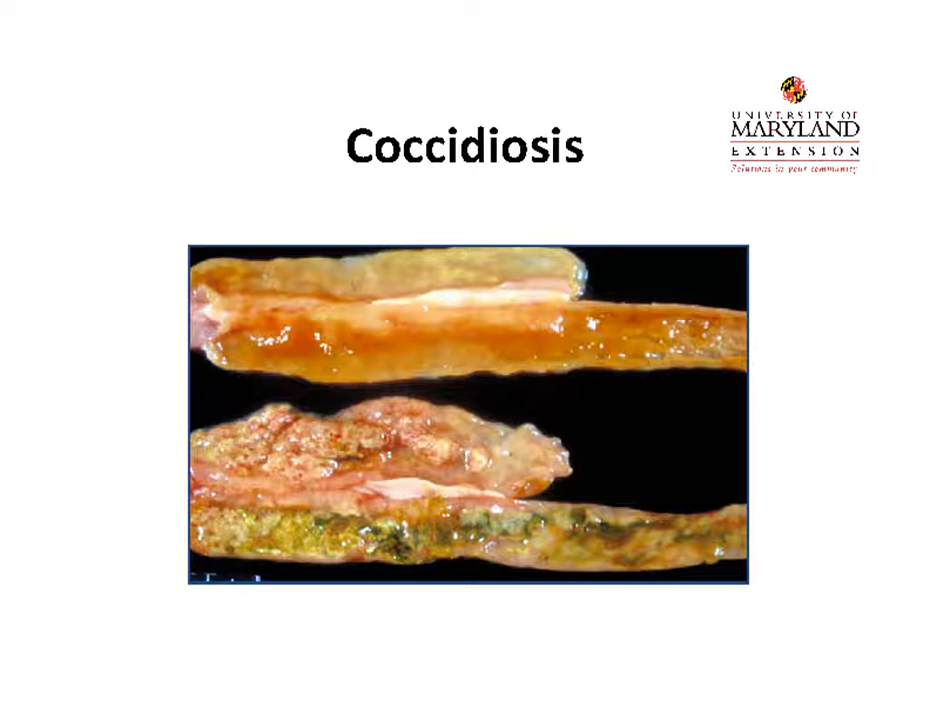 Coccidiosis
UNIVERSITY OF
MARYLAND
EXTENSION
Solutions in your community